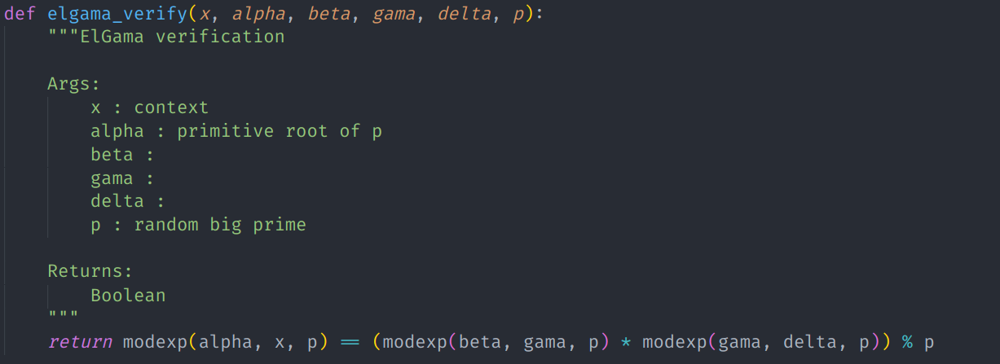 def elgama_verify(x, alpha, beta, gama, delta, p):
    """ElGama verification

    Args:
        x : context
        alpha : primitive root of p
        beta :
        gama :
        delta :
        p : random big prime

    Returns:
        Boolean
    """
    return modexp(alpha, x, p) == (modexp(beta, gama, p) * modexp(gama, delta, p)) % p